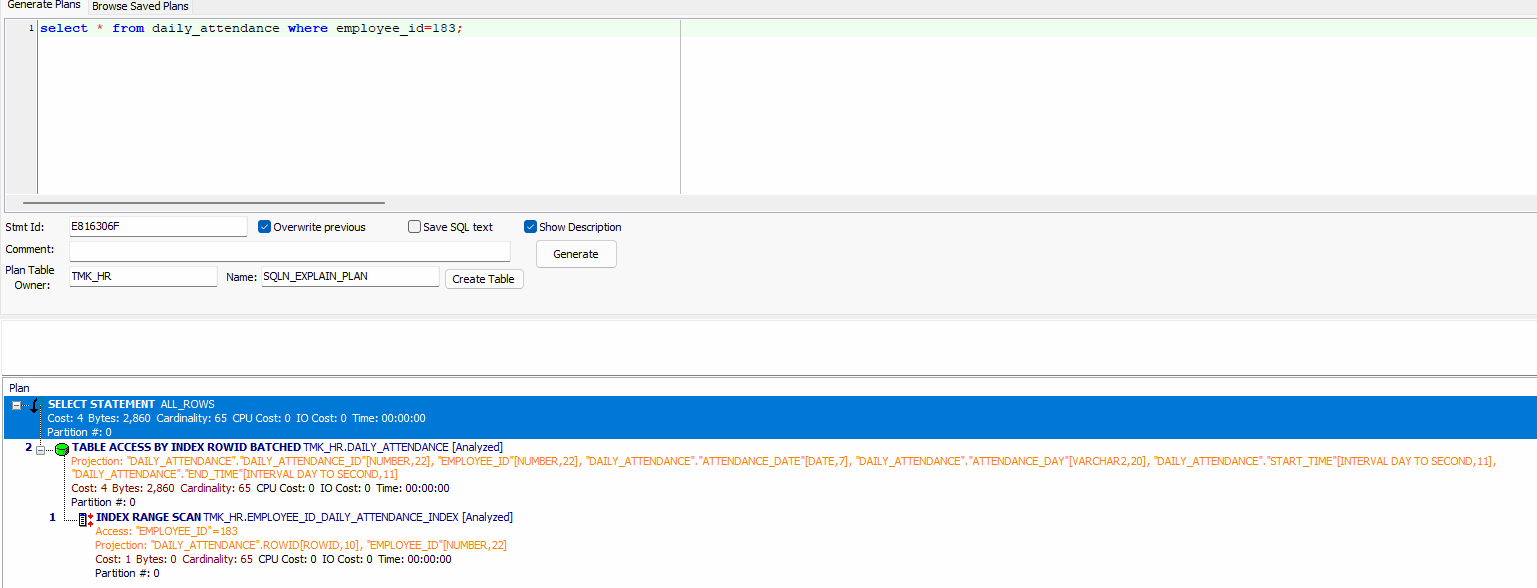 Generate Plans Browse Saved Plans
1 select * from daily_attendance where employee_id=183;
Stmt Id: E816306F Overwrite previous Save SQL text Show Description
Comment: Generate
Plan Table
Owner: TMK_HR Name: SQLN_EXPLAIN_PLAN Create Table
Plan
SELECT STATEMENT ALL_ROWS
Cost: 4 Bytes: 2,860 Cardinality: 65 CPU Cost: 0 IO Cost: 0 Time: 00:00:00
Partition #: 0
2 TABLE ACCESS BY INDEX ROWID BATCHED TMK_HR.DAILY_ATTENDANCE [Analyzed]
Projection: "DAILY_ATTENDANCE"."DAILY_ATTENDANCE_ID"[NUMBER,22], "EMPLOYEE_ID"[NUMBER,22], "DAILY_ATTENDANCE"."ATTENDANCE_DATE"[DATE,7], "DAILY_ATTENDANCE"."ATTENDANCE_DAY"[VARCHAR2,20], "DAILY_ATTENDANCE"."START_TIME"[INTERVAL DAY TO SECOND,11],
"DAILY_ATTENDANCE"."END_TIME"[INTERVAL DAY TO SECOND,11]
Cost: 4 Bytes: 2,860 Cardinality: 65 CPU Cost: 0 IO Cost: 0 Time: 00:00:00
Partition #: 0
1 INDEX RANGE SCAN TMK_HR.EMPLOYEE_ID_DAILY_ATTENDANCE_INDEX [Analyzed]
Access: "EMPLOYEE_ID"=183
Projection: "DAILY_ATTENDANCE".ROWID[ROWID,10], "EMPLOYEE_ID"[NUMBER,22]
Cost: 1 Bytes: 0 Cardinality: 65 CPU Cost: 0 IO Cost: 0 Time: 00:00:00
Partition #: 0